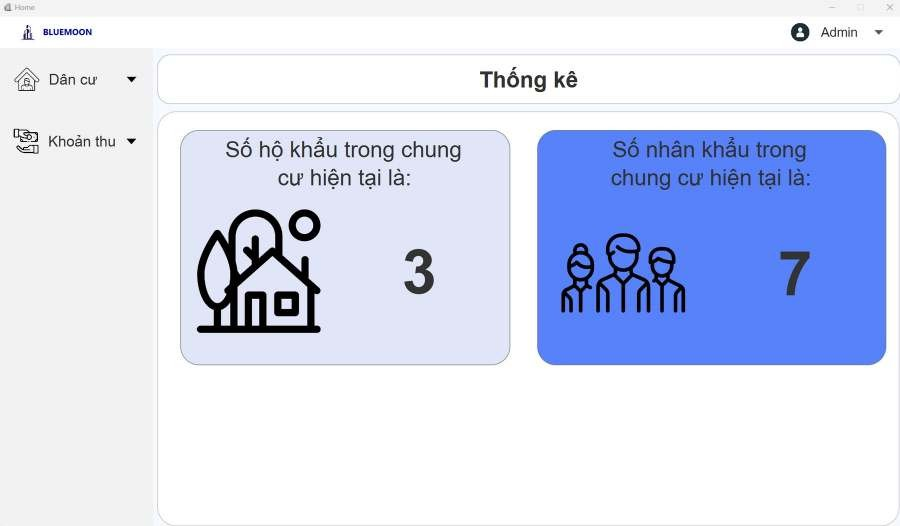 Home
BLUEMOON
Admin
Dân cư
Khoản thu
Thống kê
Số hộ khẩu trong chung
cư hiện tại là:
3
Số nhân khẩu trong
chung cư hiện tại là:
7